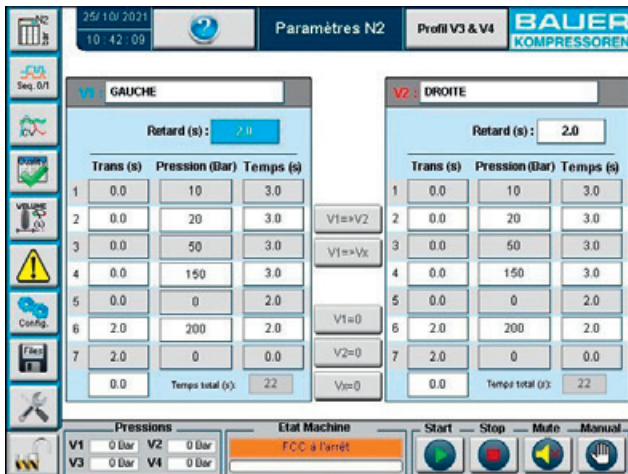 N2
25/10/2021
10:42:09
?
Paramètres N2
Profil V3 & V4
BAUER
KOMPRESSOREN
Seq. 0/1
Quality
VOLUME
Config.
Files
V1 : GAUCHE
Retard (s) : 2.0
Trans (s) Pression (Bar) Temps (s)
1 0.0 10 3.0
2 0.0 20 3.0
3 0.0 50 3.0
4 0.0 150 3.0
5 0.0 0 2.0
6 2.0 200 2.0
7 2.0 0 0.0
0.0 Temps total (s): 22
V1=>V2
V1=>Vx
V1=0
V2=0
Vx=0
V2 : DROITE
Retard (s) : 2.0
Trans (s) Pression (Bar) Temps (s)
1 0.0 10 3.0
2 0.0 20 3.0
3 0.0 50 3.0
4 0.0 150 3.0
5 0.0 0 2.0
6 2.0 200 2.0
7 2.0 0 0.0
0.0 Temps total (s): 22
Pressions
V1 0 Bar V2 0 Bar
V3 0 Bar V4 0 Bar
Etat Machine
FCC à l'arrêt
Start Stop Mute Manual